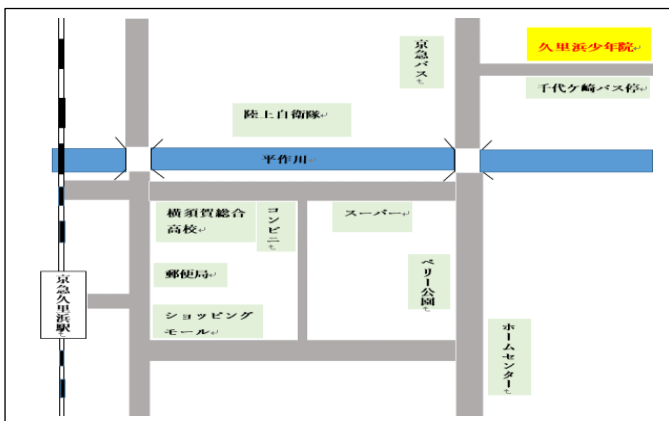 久里浜少年院
京急バス
千代ケ崎バス停
陸上自衛隊
平作川
横須賀総合
高校
コンビニ
スーパー
郵便局
ペリー公園
京急久里浜駅
ショッピング
モール
ホームセンター